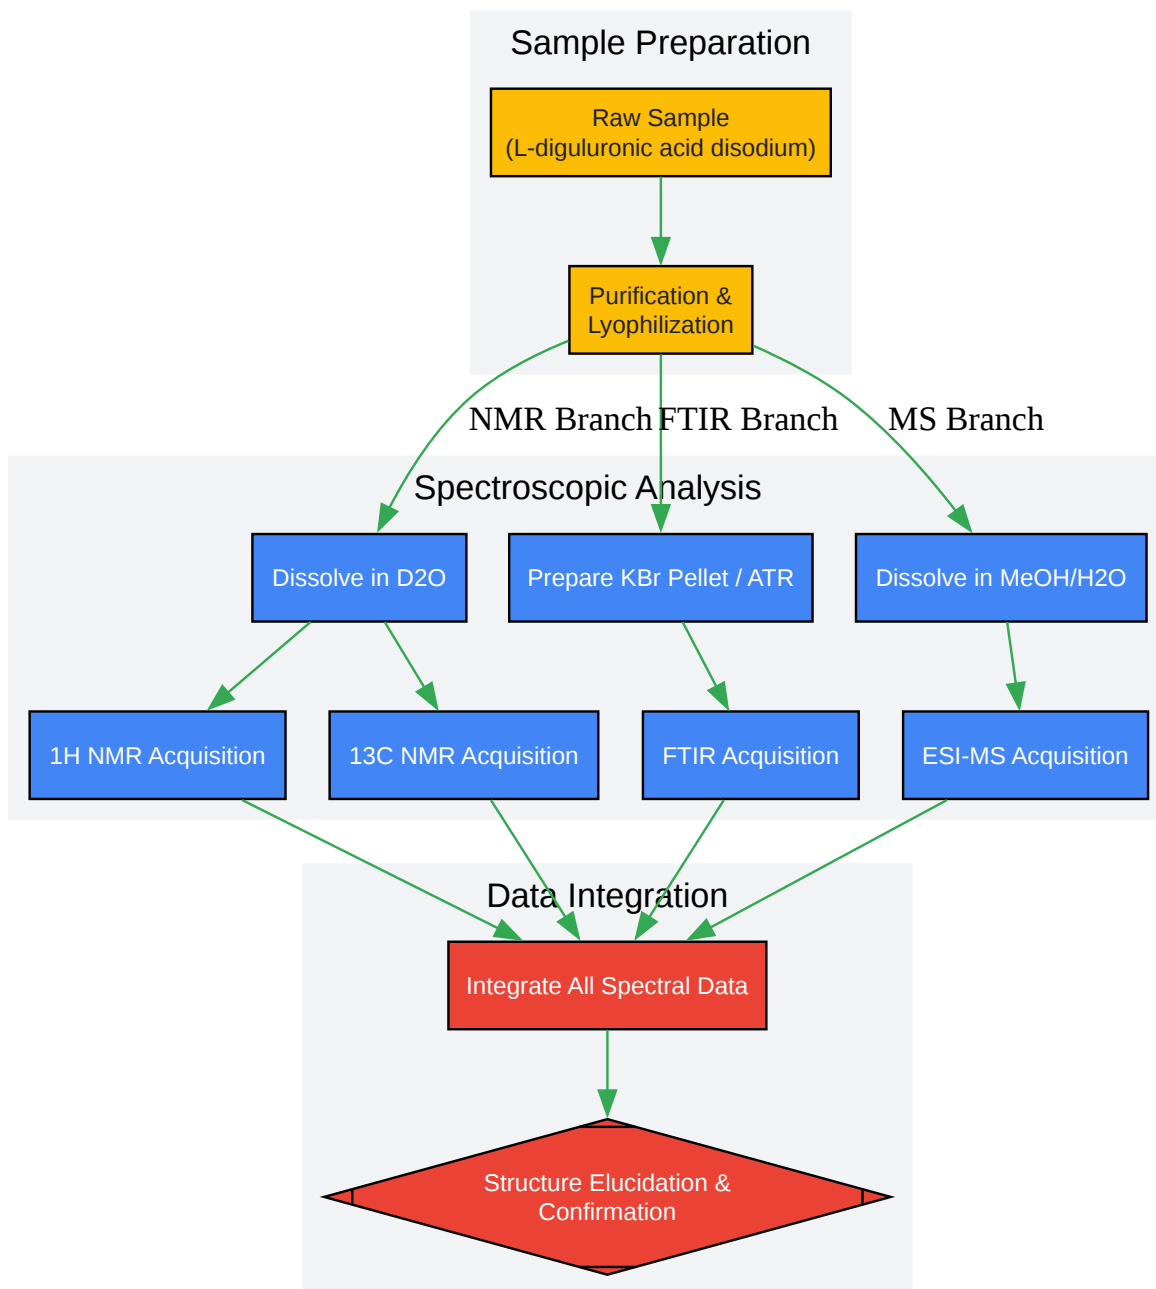 Sample Preparation
Raw Sample
(L-diguluronic acid disodium)
Purification &
Lyophilization
NMR Branch
FTIR Branch
MS Branch
Spectroscopic Analysis
Dissolve in D2O
Prepare KBr Pellet / ATR
Dissolve in MeOH/H2O
1H NMR Acquisition
13C NMR Acquisition
FTIR Acquisition
ESI-MS Acquisition
Data Integration
Integrate All Spectral Data
Structure Elucidation &
Confirmation